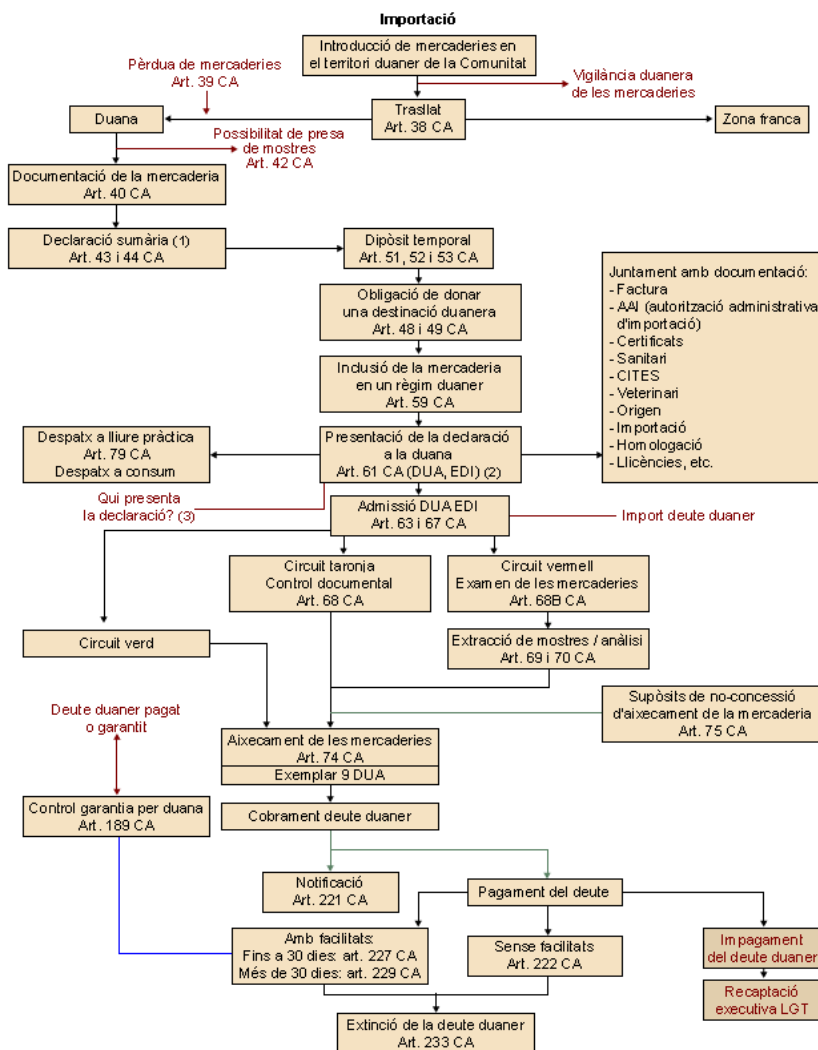 Importació
Introducció de mercaderies en
el territori duaner de la Comunitat
Pèrdua de mercaderies
Art. 39 CA
Vigilància duanera
de les mercaderies
Duana
Trasllat
Art. 38 CA
Zona franca
Possibilitat de presa
de mostres
Art. 42 CA
Documentació de la mercaderia
Art. 40 CA
Declaració sumària (1)
Art. 43 i 44 CA
Dipòsit temporal
Art. 51, 52 i 53 CA
Juntament amb documentació:
- Factura
- AAI (autorització administrativa
d'importació)
- Certificats
- Sanitari
- CITES
- Veterinari
- Origen
- Importació
- Homologació
- Llicències, etc.
Obligació de donar
una destinació duanera
Art. 48 i 49 CA
Inclusió de la mercaderia
en un règim duaner
Art. 59 CA
Despatx a lliure pràctica
Art. 79 CA
Despatx a consum
Presentació de la declaració
a la duana
Art. 61 CA (DUA, EDI) (2)
Qui presenta
la declaració? (3)
Admissió DUA EDI
Art. 63 i 67 CA
Import deute duaner
Circuit taronja
Control documental
Art. 68 CA
Circuit vermell
Examen de les mercaderies
Art. 68B CA
Circuit verd
Extracció de mostres / anàlisi
Art. 69 i 70 CA
Deute duaner pagat
o garantit
Supòsits de no-concessió
d'aixecament de la mercaderia
Art. 75 CA
Aixecament de les mercaderies
Art. 74 CA
Exemplar 9 DUA
Control garantia per duana
Art. 189 CA
Cobrament deute duaner
Notificació
Art. 221 CA
Pagament del deute
Amb facilitats:
Fins a 30 dies: art. 227 CA
Més de 30 dies: art. 229 CA
Sense facilitats
Art. 222 CA
Impagament
del deute duaner
Recaptació
executiva LGT
Extinció de la deute duaner
Art. 233 CA